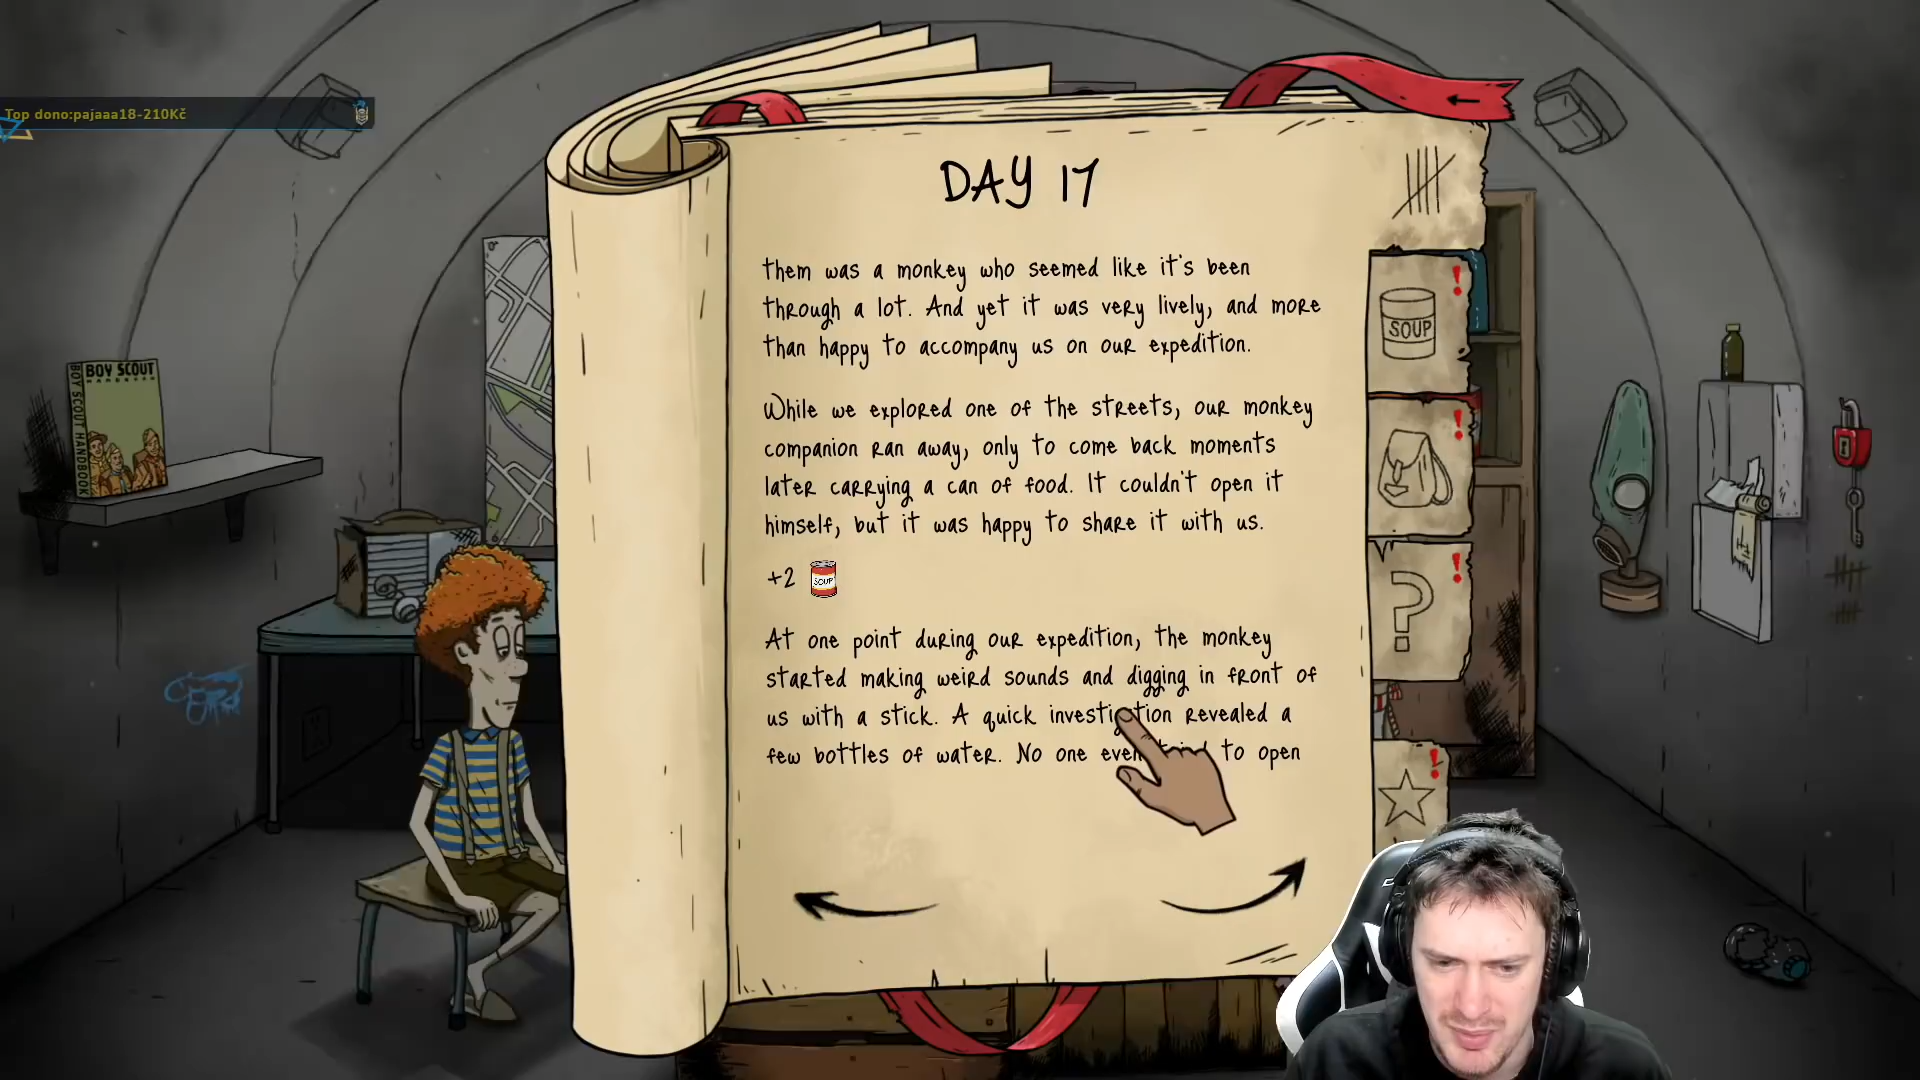 Top dono:pajaaa18-210Kč
DAY 17
them was a monkey who seemed like it's been
through a lot. And yet it was very lively, and more
than happy to accompany us on our expedition.
While we explored one of the streets, our monkey
companion ran away, only to come back moments
later carrying a can of food. It couldn't open it
himself, but it was happy to share it with us.
+2 SOUP
At one point during our expedition, the monkey
started making weird sounds and digging in front of
us with a stick. A quick investigation revealed a
few bottles of water. No one even to open
BOY SCOUT
HANDBOOK
BOY SCOUT HANDBOOK
SOUP
!
!
?
!
!